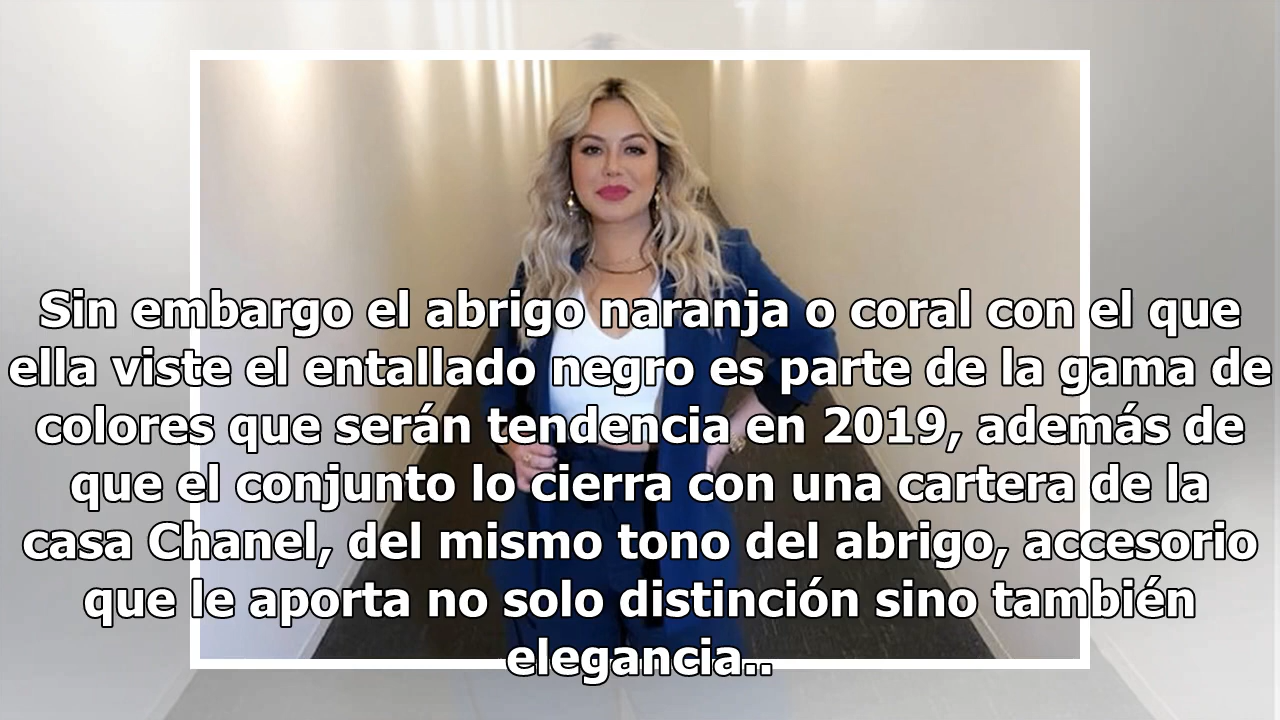 Sin embargo el abrigo naranja o coral con el que
ella viste el entallado negro es parte de la gama de
colores que serán tendencia en 2019, además de
que el conjunto lo cierra con una cartera de la
casa Chanel, del mismo tono del abrigo, accesorio
que le aporta no solo distinción sino también
elegancia..